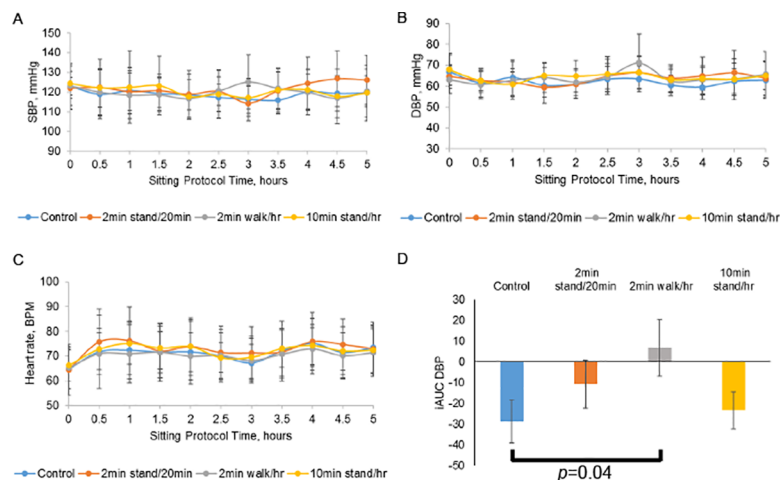 A
150
140
130
120
110
100
90
SBP, mmHg
0 0.5 1 1.5 2 2.5 3 3.5 4 4.5 5
Sitting Protocol Time, hours
Control 2min stand/20min 2min walk/hr 10min stand/hr
B
90
80
70
60
50
40
30
DBP, mmHg
0 0.5 1 1.5 2 2.5 3 3.5 4 4.5 5
Sitting Protocol Time, hours
Control 2min stand/20min 2min walk/hr 10min stand/hr
C
100
90
80
70
60
50
Heart rate, BPM
0 0.5 1 1.5 2 2.5 3 3.5 4 4.5 5
Sitting Protocol Time, hours
Control 2min stand/20min 2min walk/hr 10min stand/hr
D
Control 2min stand/20min 2min walk/hr 10min stand/hr
30
20
10
0
-10
-20
-30
-40
-50
iAUC DBP
p=0.04